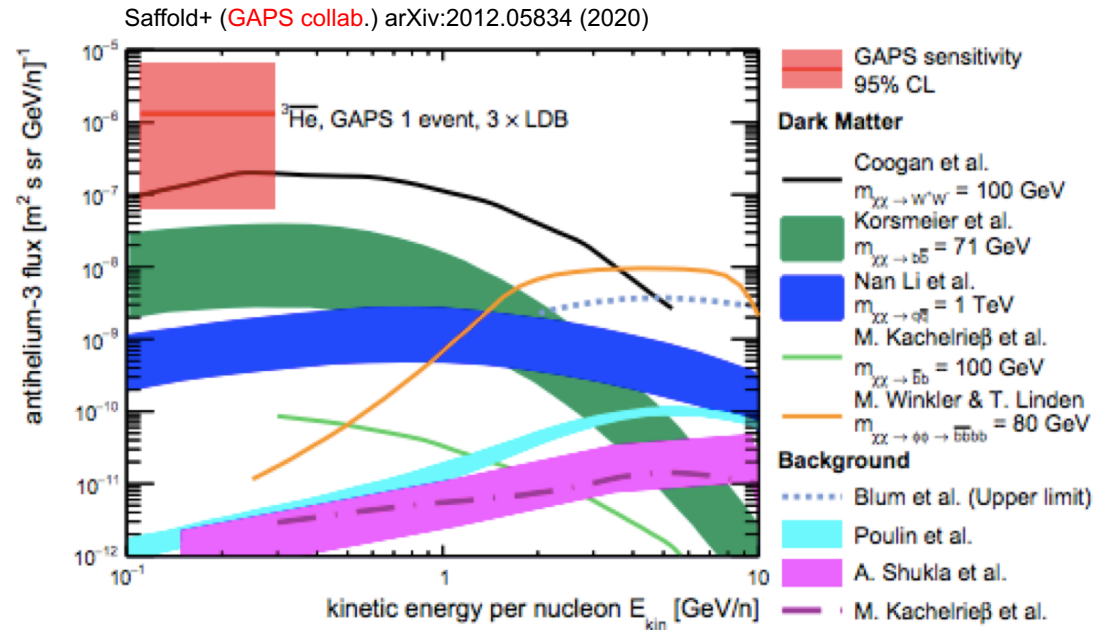 Saffold+ (GAPS collab.) arXiv:2012.05834 (2020)
antihelium-3 flux [m² s sr GeV/n]⁻¹
10⁻⁵
10⁻⁶
10⁻⁷
10⁻⁸
10⁻⁹
10⁻¹⁰
10⁻¹¹
10⁻¹²
³H̅e̅, GAPS 1 event, 3 × LDB
10⁻¹
1
10
kinetic energy per nucleon E_kin [GeV/n]
GAPS sensitivity
95% CL
Dark Matter
Coogan et al.
m_χχ → W⁺W⁻ = 100 GeV
Korsmeier et al.
m_χχ → bb̅ = 71 GeV
Nan Li et al.
m_χχ → qq̅ = 1 TeV
M. Kachelrieβ et al.
m_χχ → b̅b = 100 GeV
M. Winkler & T. Linden
m_χχ → ϕϕ → b̅b̅bb = 80 GeV
Background
Blum et al. (Upper limit)
Poulin et al.
A. Shukla et al.
M. Kachelrieβ et al.